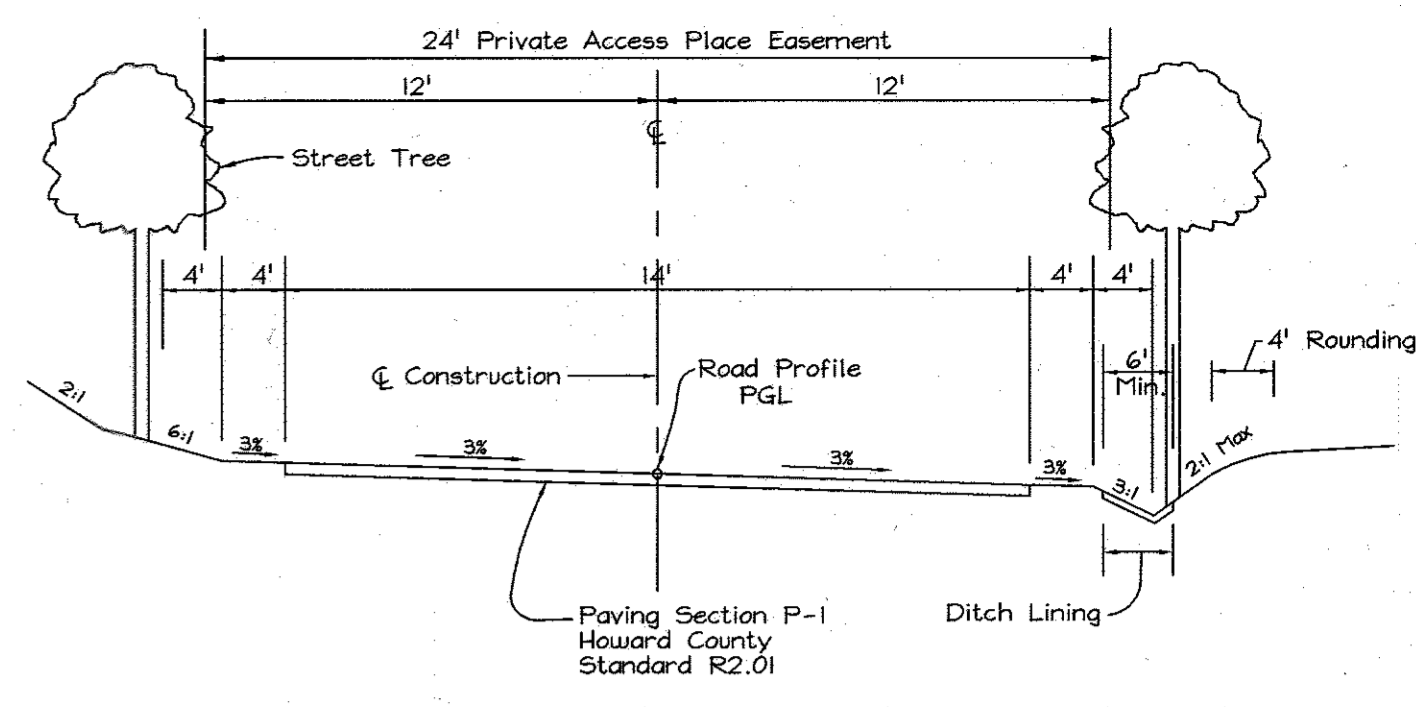 24' Private Access Place Easement
12'
12'
℄
Street Tree
4'
4'
14'
4'
4'
℄ Construction
Road Profile
PGL
6'
Min.
4' Rounding
2:1
6:1
3%
3%
3%
3%
3:1
2:1 Max
Paving Section P-1
Howard County
Standard R2.01
Ditch Lining